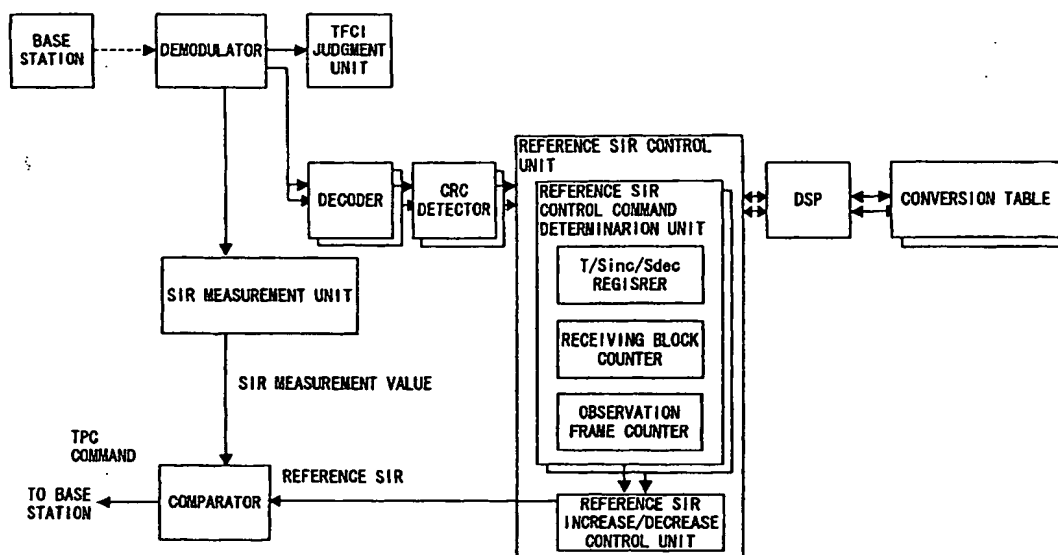 BASE
STATION
DEMODULATOR
TFCI
JUDGMENT
UNIT
REFERENCE SIR CONTROL
UNIT
DECODER
CRC
DETECTOR
REFERENCE SIR
CONTROL COMMAND
DETERMINARION UNIT
DSP
CONVERSION TABLE
T/Sinc/Sdec
REGISRER
SIR MEASUREMENT UNIT
RECEIVING BLOCK
COUNTER
SIR MEASUREMENT VALUE
OBSERVATION
FRAME COUNTER
TPC
COMMAND
REFERENCE SIR
TO BASE
STATION
COMPARATOR
REFERENCE SIR
INCREASE/DECREASE
CONTROL UNIT